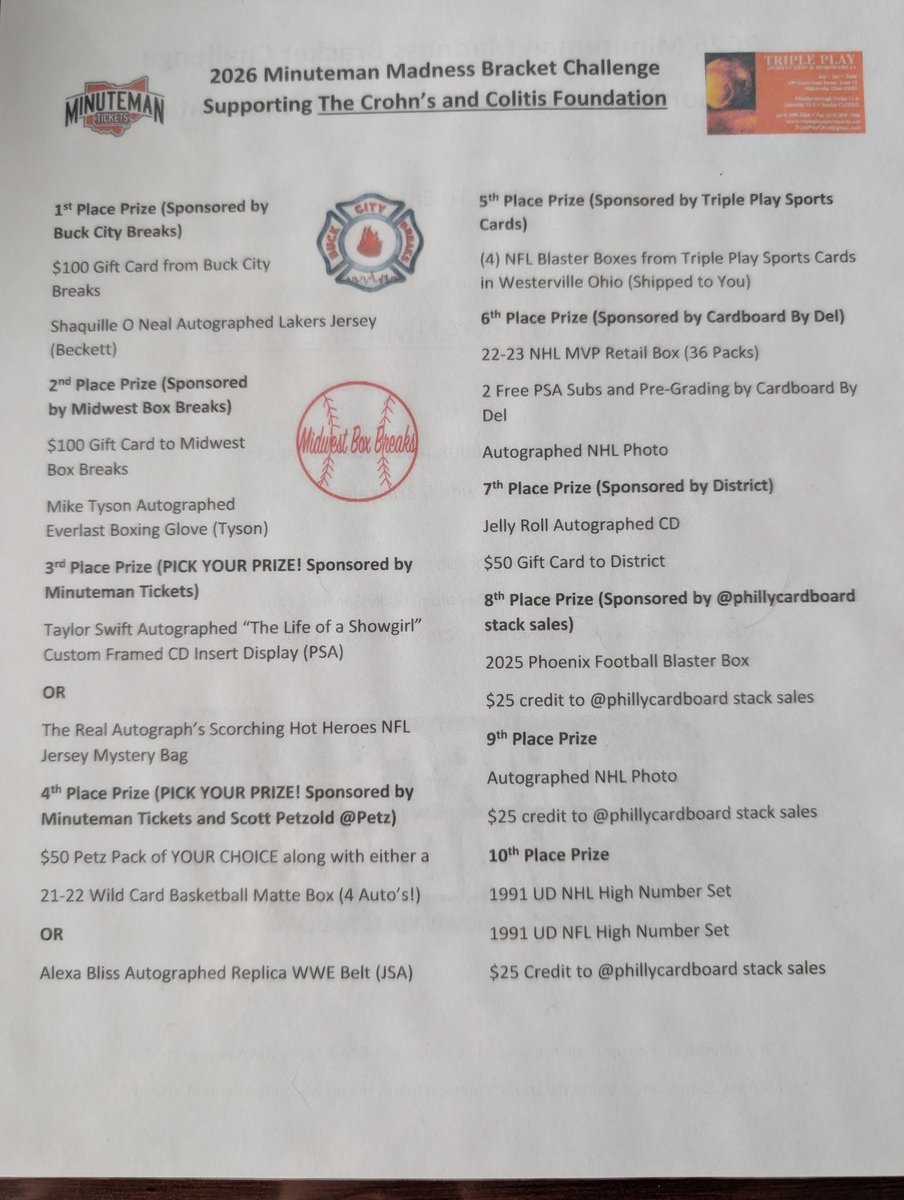 2026 Minuteman Madness Bracket Challenge
Supporting The Crohn's and Colitis Foundation
MINUTEMAN
TICKETS
TRIPLE PLAY
1st Place Prize (Sponsored by
Buck City Breaks)
BUCK CITY BREAKS
$100 Gift Card from Buck City
Breaks
Shaquille O Neal Autographed Lakers Jersey
(Beckett)
2nd Place Prize (Sponsored
by Midwest Box Breaks)
Midwest Box Breaks
$100 Gift Card to Midwest
Box Breaks
Mike Tyson Autographed
Everlast Boxing Glove (Tyson)
3rd Place Prize (PICK YOUR PRIZE! Sponsored by
Minuteman Tickets)
Taylor Swift Autographed “The Life of a Showgirl”
Custom Framed CD Insert Display (PSA)
OR
The Real Autograph's Scorching Hot Heroes NFL
Jersey Mystery Bag
4th Place Prize (PICK YOUR PRIZE! Sponsored by
Minuteman Tickets and Scott Petzold @Petz)
$50 Petz Pack of YOUR CHOICE along with either a
21-22 Wild Card Basketball Matte Box (4 Auto's!)
OR
Alexa Bliss Autographed Replica WWE Belt (JSA)
5th Place Prize (Sponsored by Triple Play Sports
Cards)
(4) NFL Blaster Boxes from Triple Play Sports Cards
in Westerville Ohio (Shipped to You)
6th Place Prize (Sponsored by Cardboard By Del)
22-23 NHL MVP Retail Box (36 Packs)
2 Free PSA Subs and Pre-Grading by Cardboard By
Del
Autographed NHL Photo
7th Place Prize (Sponsored by District)
Jelly Roll Autographed CD
$50 Gift Card to District
8th Place Prize (Sponsored by @phillycardboard
stack sales)
2025 Phoenix Football Blaster Box
$25 credit to @phillycardboard stack sales
9th Place Prize
Autographed NHL Photo
$25 credit to @phillycardboard stack sales
10th Place Prize
1991 UD NHL High Number Set
1991 UD NFL High Number Set
$25 Credit to @phillycardboard stack sales